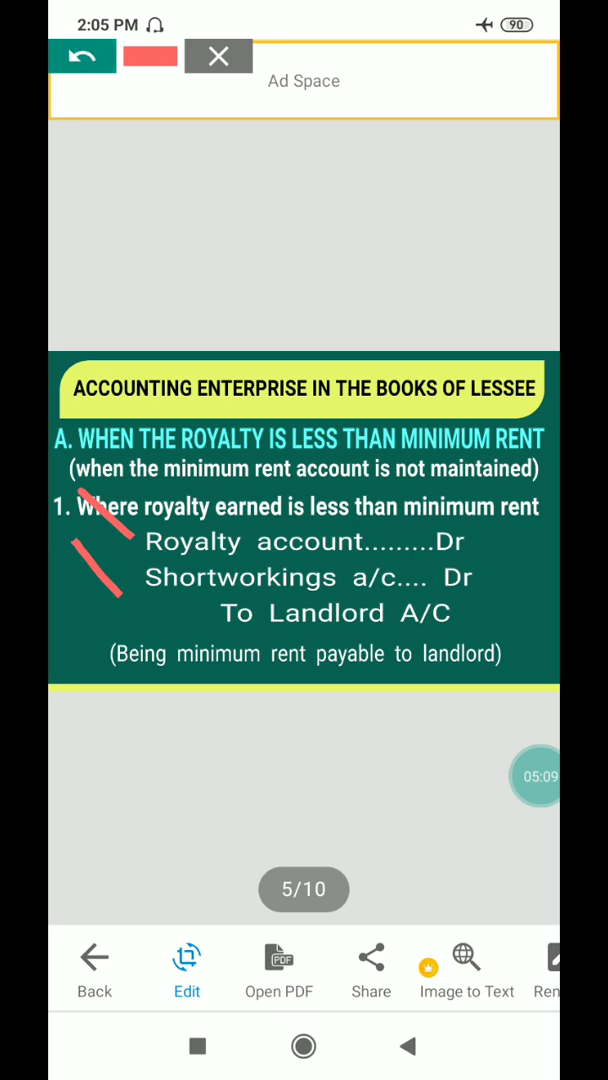 2:05 PM
90
Ad Space
ACCOUNTING ENTERPRISE IN THE BOOKS OF LESSEE
A. WHEN THE ROYALTY IS LESS THAN MINIMUM RENT
(when the minimum rent account is not maintained)
1. Where royalty earned is less than minimum rent
Royalty account.........Dr
Shortworkings a/c.... Dr
To Landlord A/C
(Being minimum rent payable to landlord)
05:09
5/10
PDF
Back Edit Open PDF Share Image to Text Ren